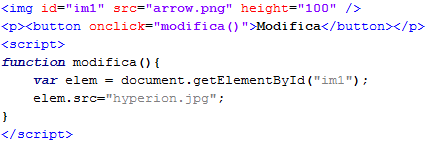 <img id="im1" src="arrow.png" height="100" />
<p><button onclick="modifica()">Modifica</button></p>
<script>
function modifica(){
    var elem = document.getElementById("im1");
    elem.src="hyperion.jpg";
}
</script>